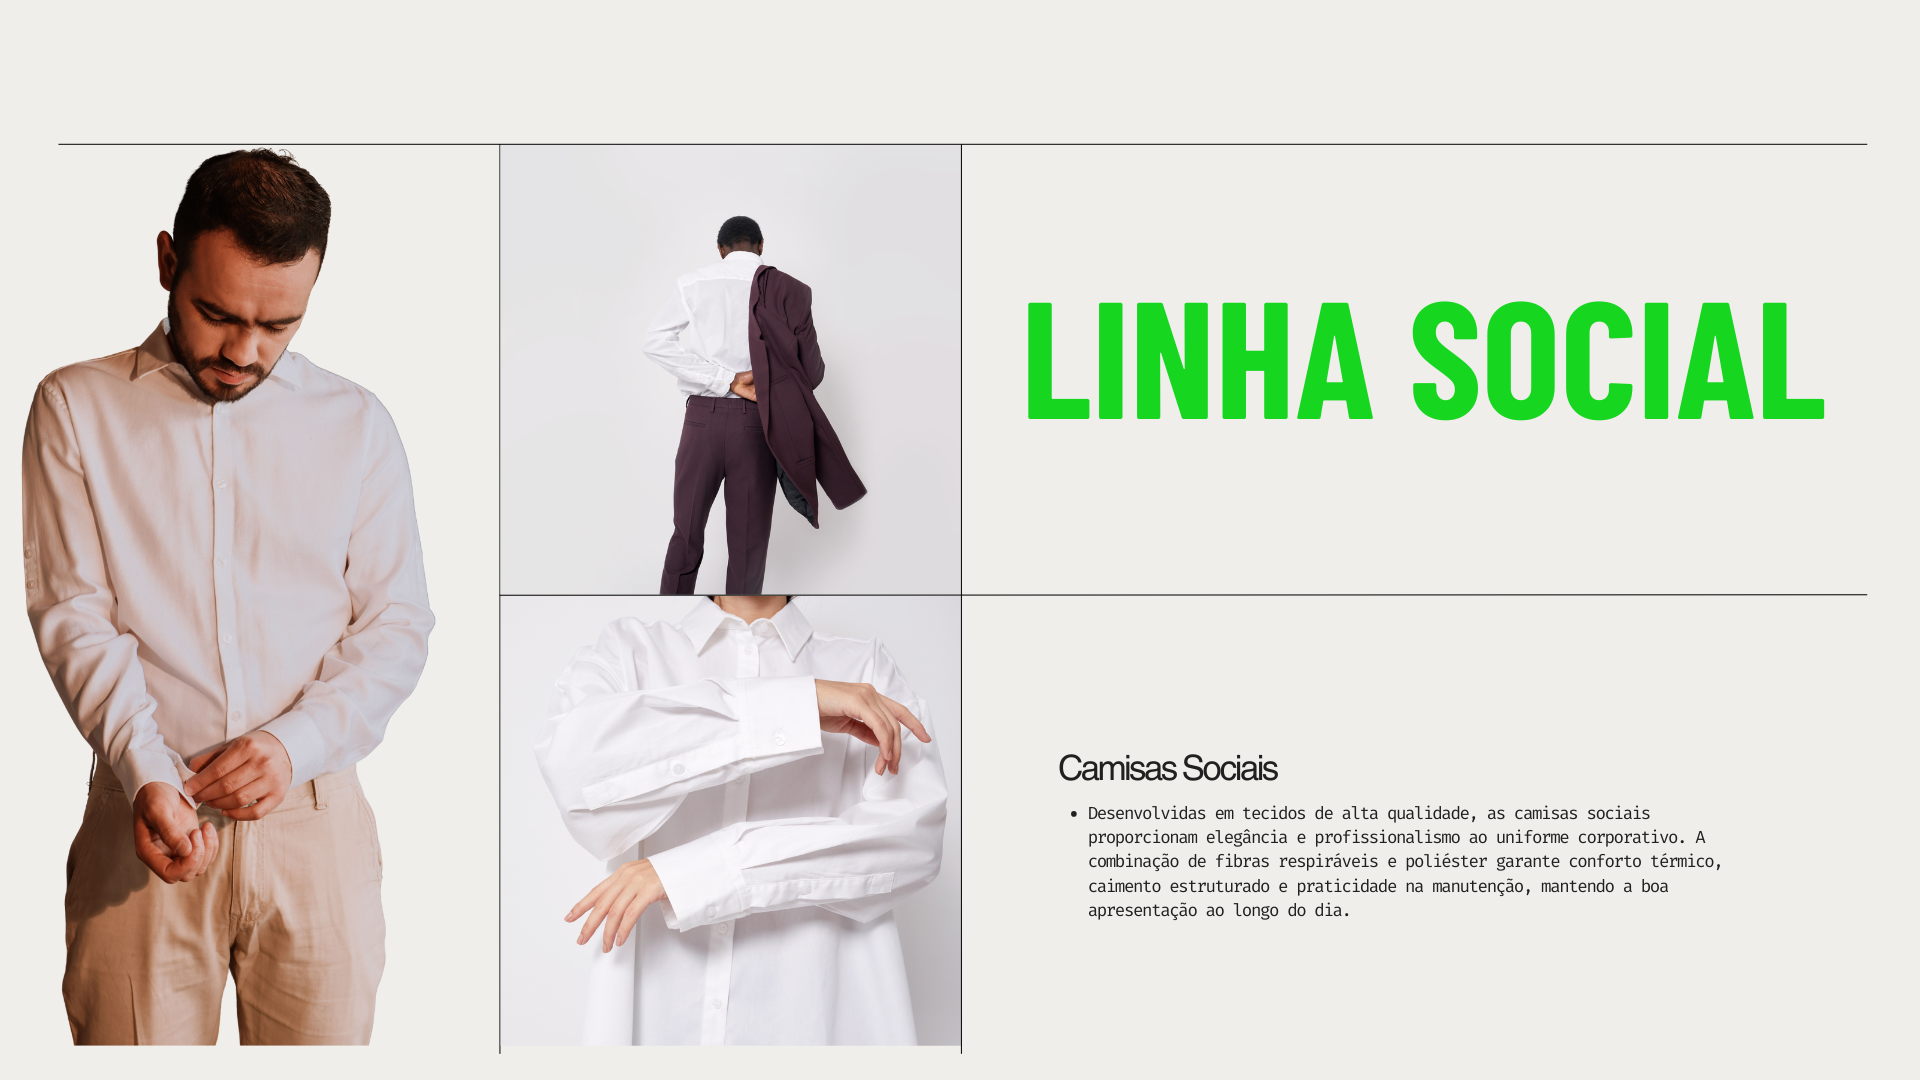 LINHA SOCIAL
Camisas Sociais
• Desenvolvidas em tecidos de alta qualidade, as camisas sociais
proporcionam elegância e profissionalismo ao uniforme corporativo. A
combinação de fibras respiráveis e poliéster garante conforto térmico,
caimento estruturado e praticidade na manutenção, mantendo a boa
apresentação ao longo do dia.